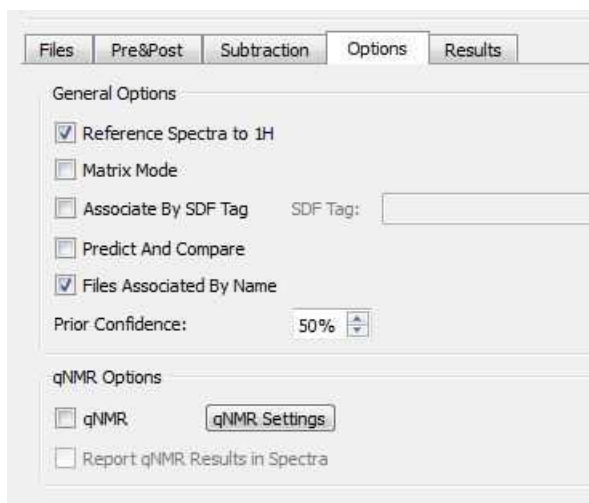 Files Pre&Post Subtraction Options Results
General Options
Reference Spectra to 1H
Matrix Mode
Associate By SDF Tag SDF Tag:
Predict And Compare
Files Associated By Name
Prior Confidence: 50%
qNMR Options
qNMR qNMR Settings
Report qNMR Results in Spectra